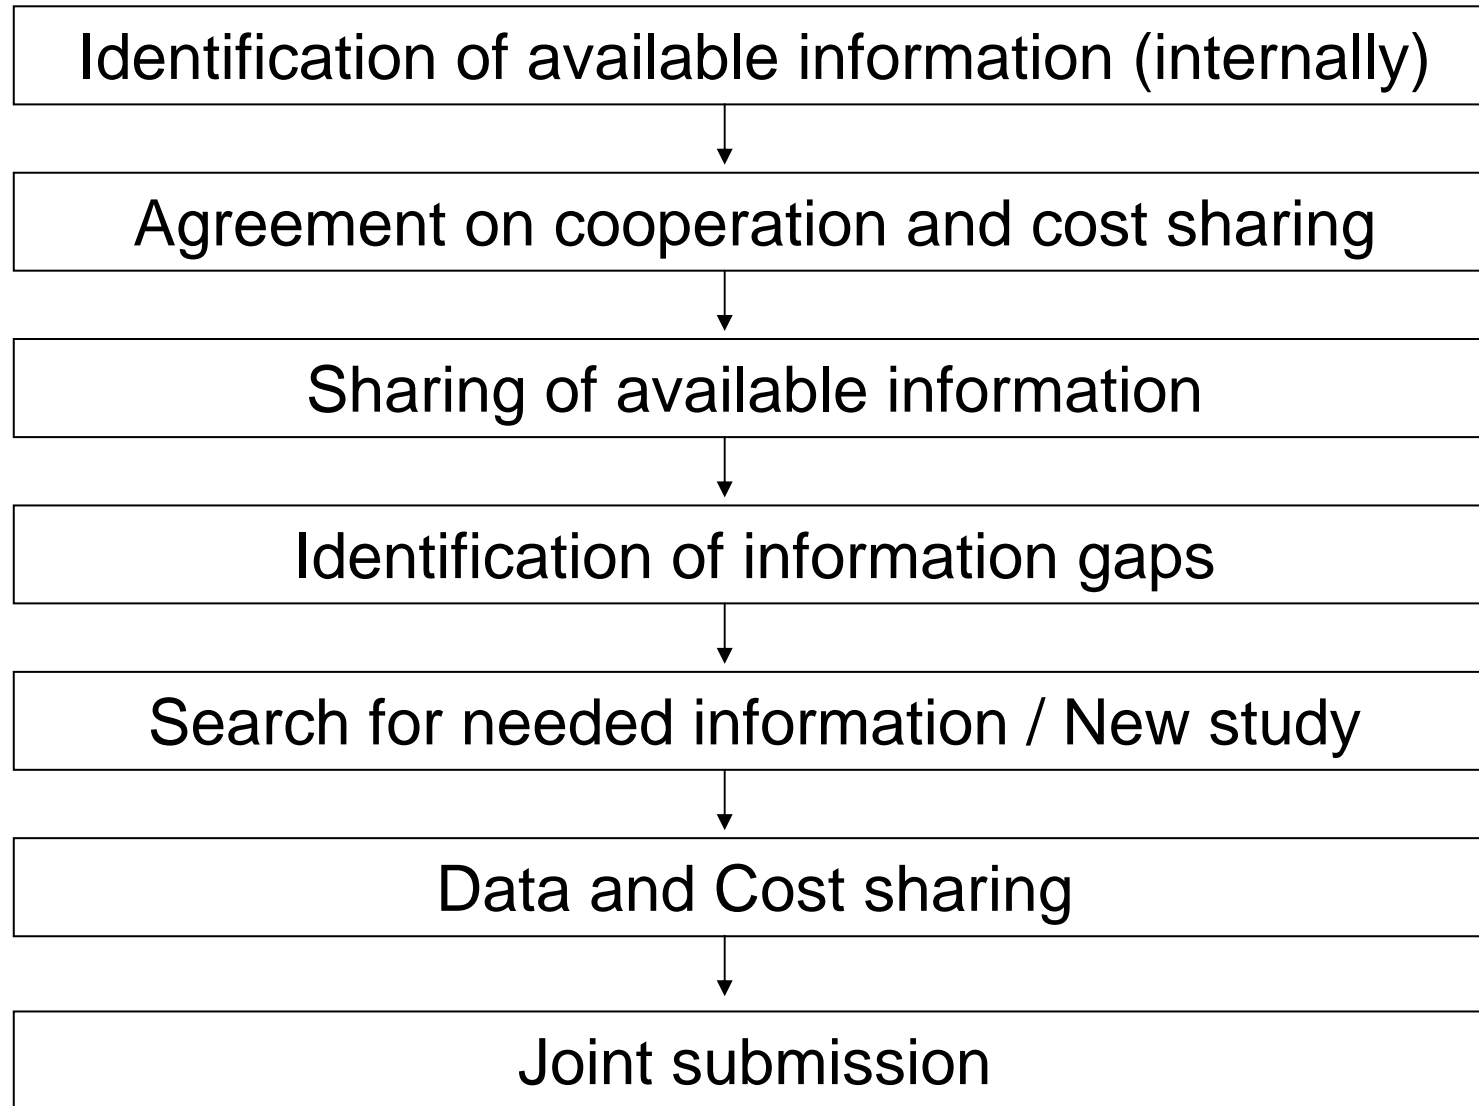 Identification of available information (internally)
Agreement on cooperation and cost sharing
Sharing of available information
Identification of information gaps
Search for needed information / New study
Data and Cost sharing
Joint submission